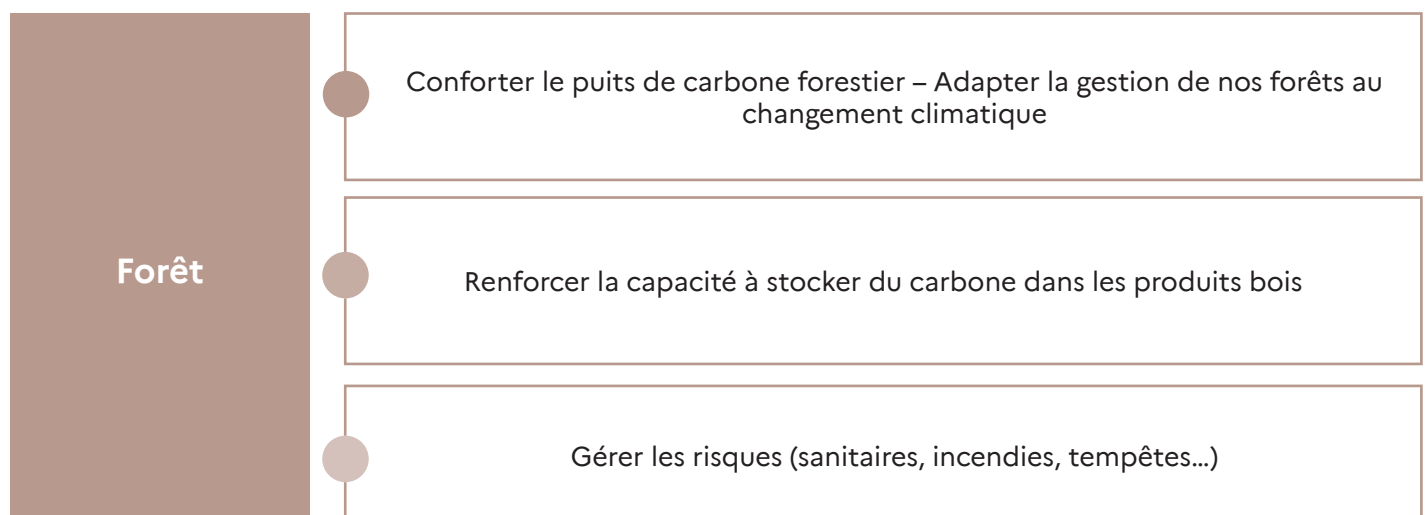 Forêt
Conforter le puits de carbone forestier – Adapter la gestion de nos forêts au
changement climatique
Renforcer la capacité à stocker du carbone dans les produits bois
Gérer les risques (sanitaires, incendies, tempêtes…)